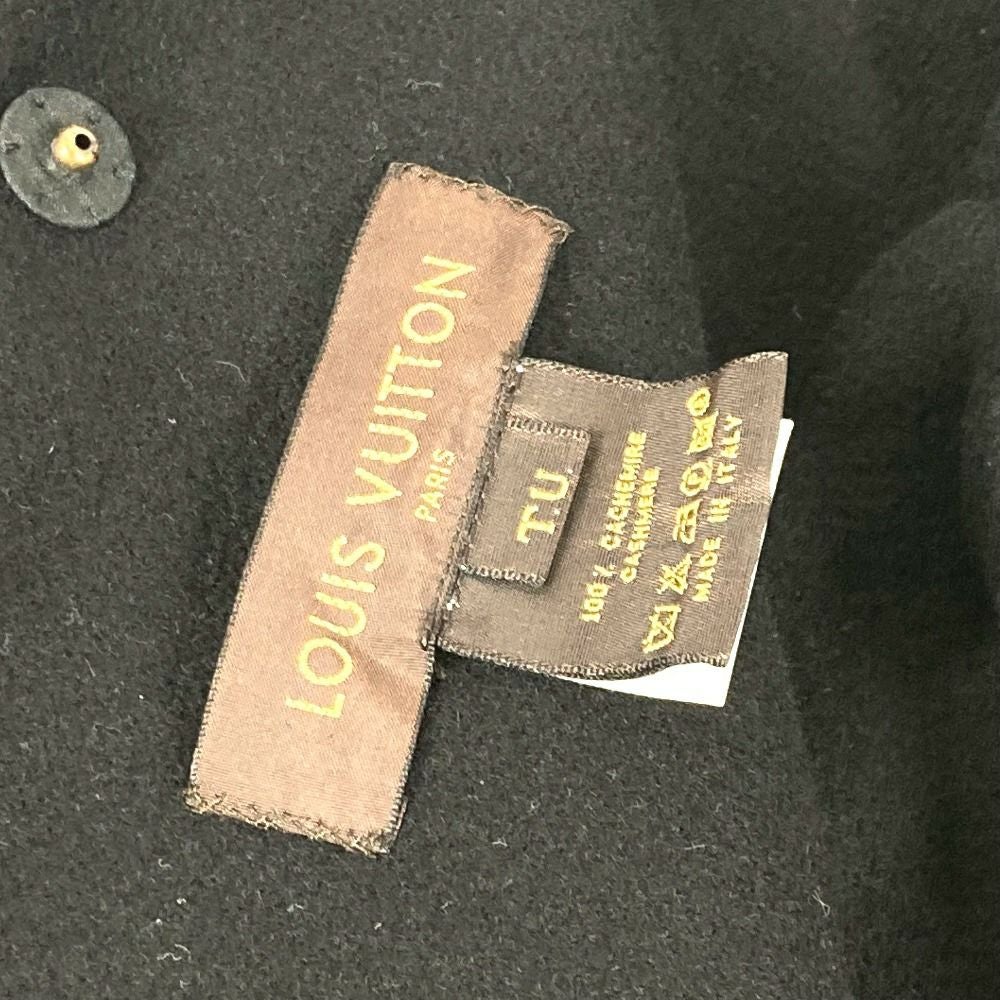 LOUIS VUITTON
PARIS
T.U.
100% CACHEMIRE
CASHMERE
MADE IN ITALY